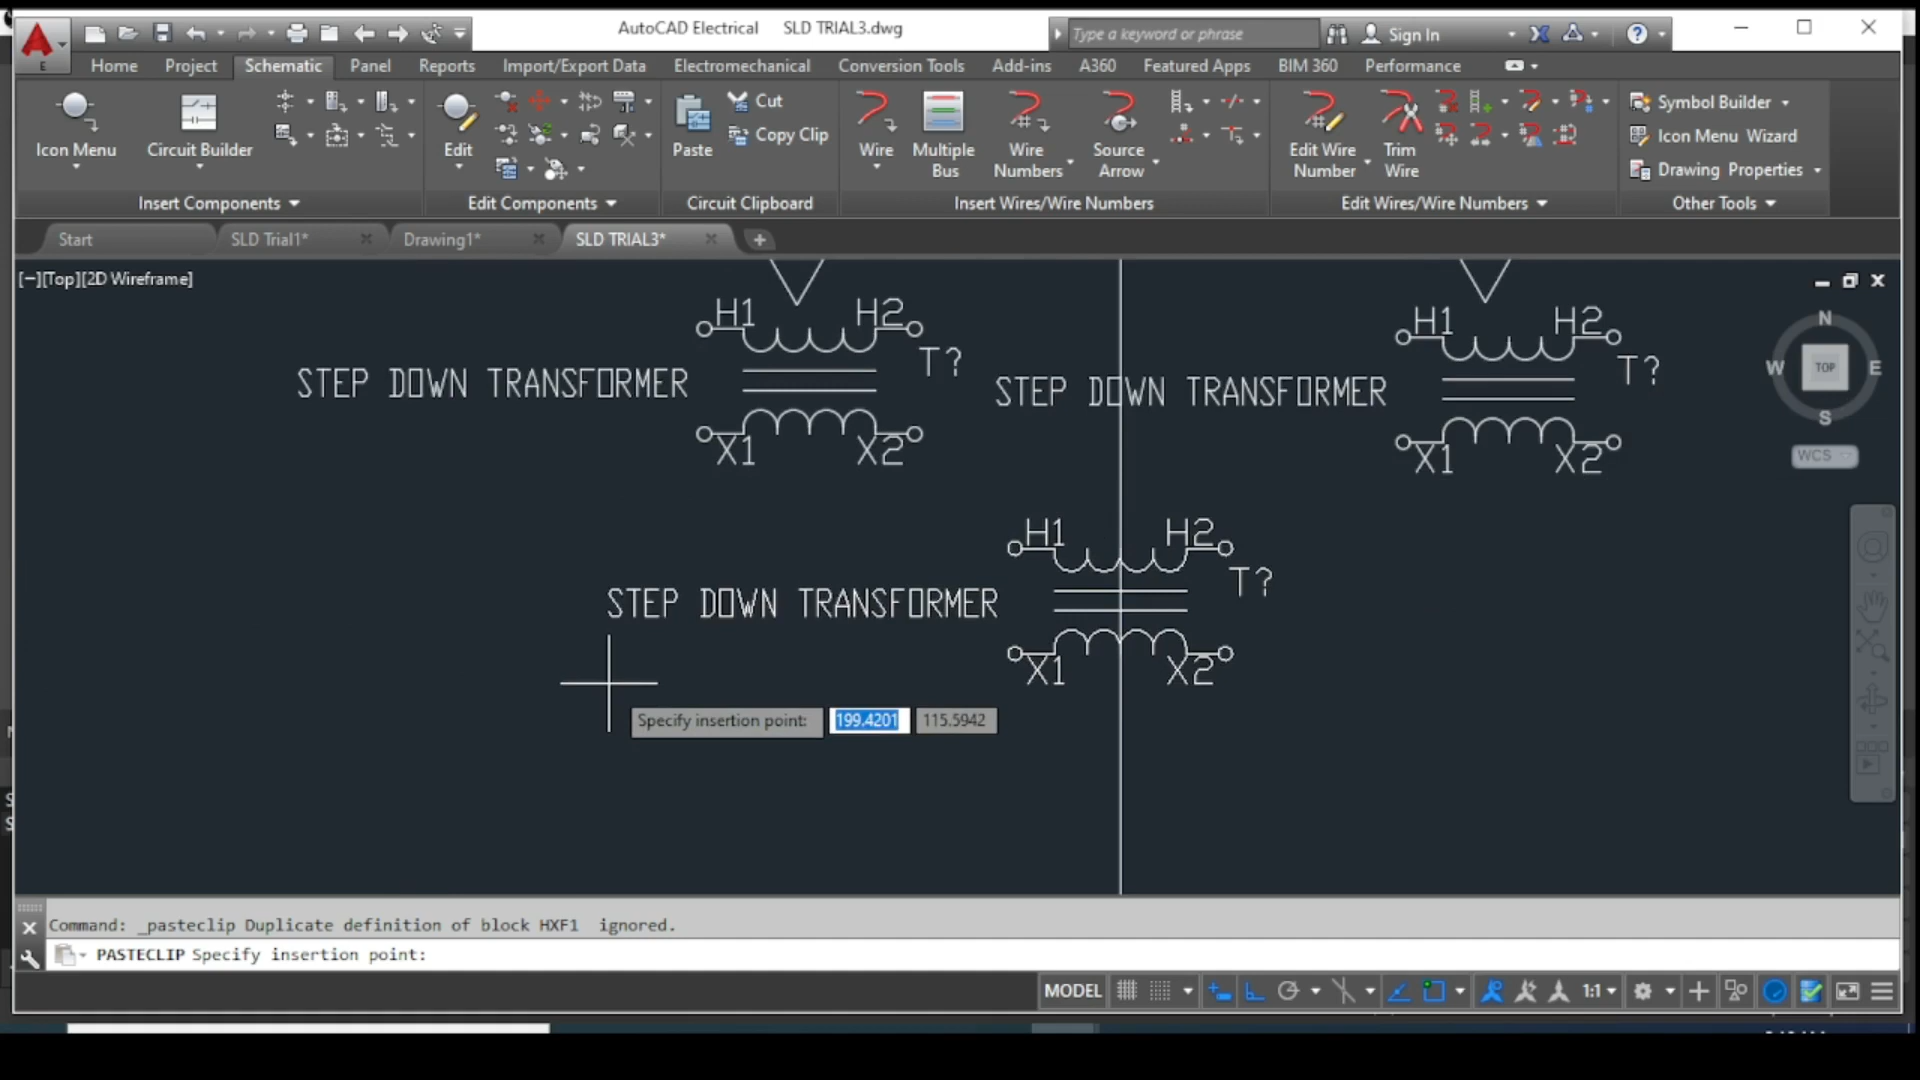 AutoCAD Electrical SLD TRIAL3.dwg
Type a keyword or phrase
Sign In
E
Home Project Schematic Panel Reports Import/Export Data Electromechanical Conversion Tools Add-ins A360 Featured Apps BIM 360 Performance
Icon Menu
Circuit Builder
Edit
Paste
Cut
Copy Clip
Wire
Multiple Bus
Wire Numbers
Source Arrow
Edit Wire Number
Trim Wire
Symbol Builder
Icon Menu Wizard
Drawing Properties
Insert Components
Edit Components
Circuit Clipboard
Insert Wires/Wire Numbers
Edit Wires/Wire Numbers
Other Tools
Start
SLD Trial1*
Drawing1*
SLD TRIAL3*
[−][Top][2D Wireframe]
N
W TOP E
S
WCS
H1 H2
T?
STEP DOWN TRANSFORMER
X1 X2
H1 H2
T?
STEP DOWN TRANSFORMER
X1 X2
H1 H2
T?
STEP DOWN TRANSFORMER
X1 X2
Specify insertion point: 199.4201 115.5942
Command: _pasteclip Duplicate definition of block HXF1 ignored.
PASTECLIP Specify insertion point:
MODEL
1:1